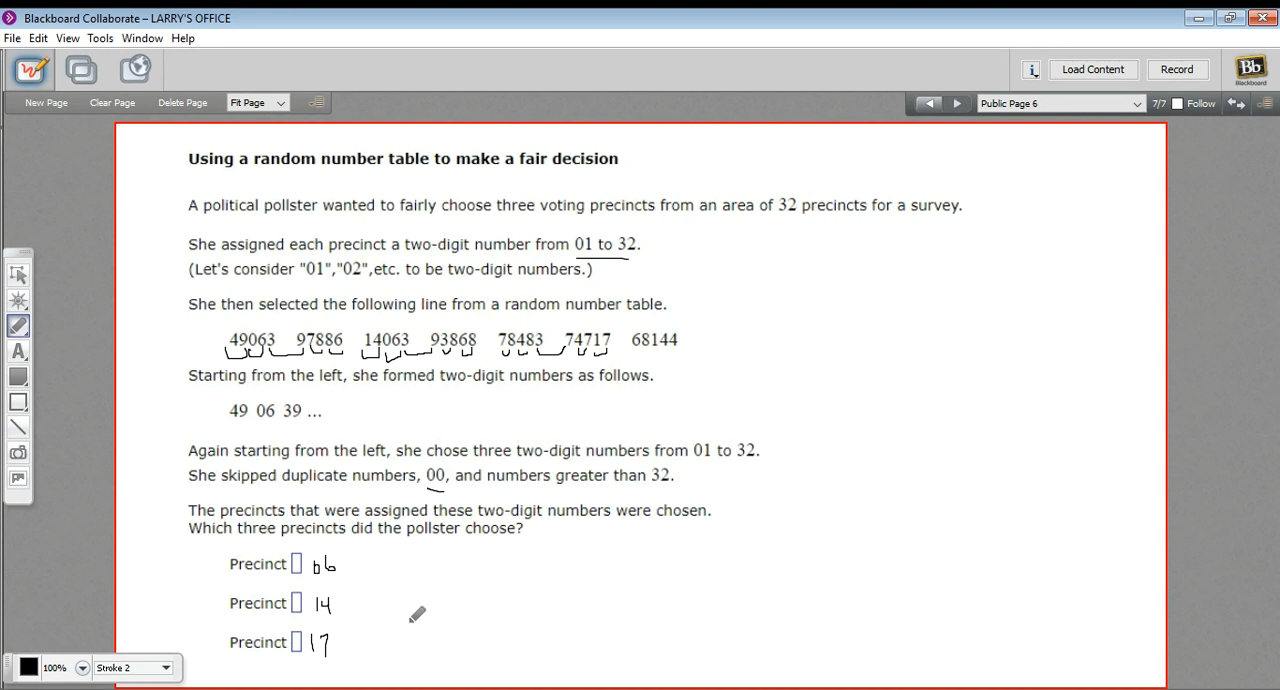 Blackboard Collaborate – LARRY'S OFFICE
File Edit View Tools Window Help
Load Content Record Bb Blackboard
New Page Clear Page Delete Page Fit Page Public Page 6 7/7 Follow
Using a random number table to make a fair decision
A political pollster wanted to fairly choose three voting precincts from an area of 32 precincts for a survey.
She assigned each precinct a two-digit number from 01 to 32.
(Let's consider "01","02",etc. to be two-digit numbers.)
She then selected the following line from a random number table.
49063 97886 14063 93868 78483 74717 68144
Starting from the left, she formed two-digit numbers as follows.
49 06 39 ...
Again starting from the left, she chose three two-digit numbers from 01 to 32.
She skipped duplicate numbers, 00, and numbers greater than 32.
The precincts that were assigned these two-digit numbers were chosen.
Which three precincts did the pollster choose?
Precinct 06
Precinct 14
Precinct 17
100% Stroke 2